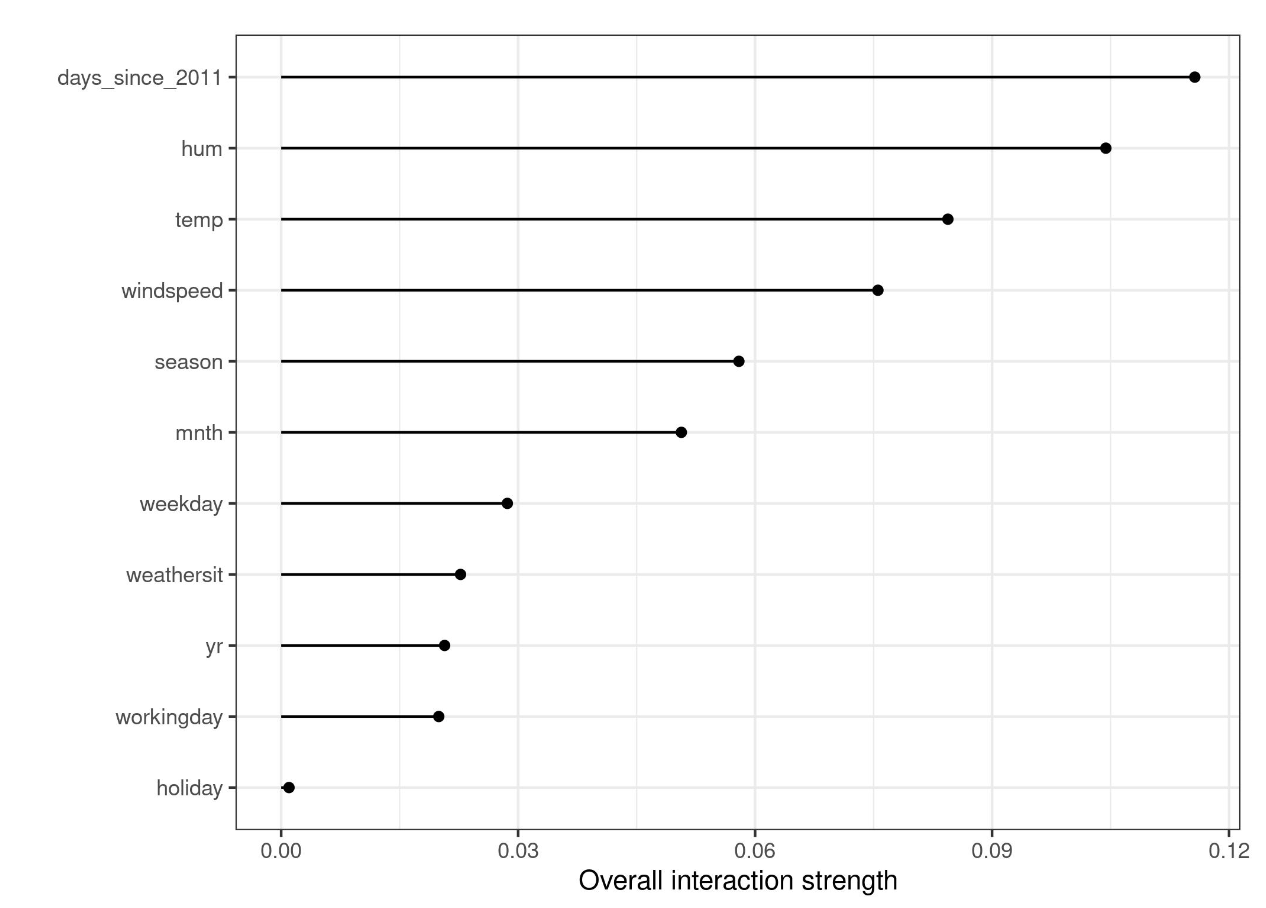 days_since_2011
hum
temp
windspeed
season
mnth
weekday
weathersit
yr
workingday
holiday
0.00 0.03 0.06 0.09 0.12
Overall interaction strength